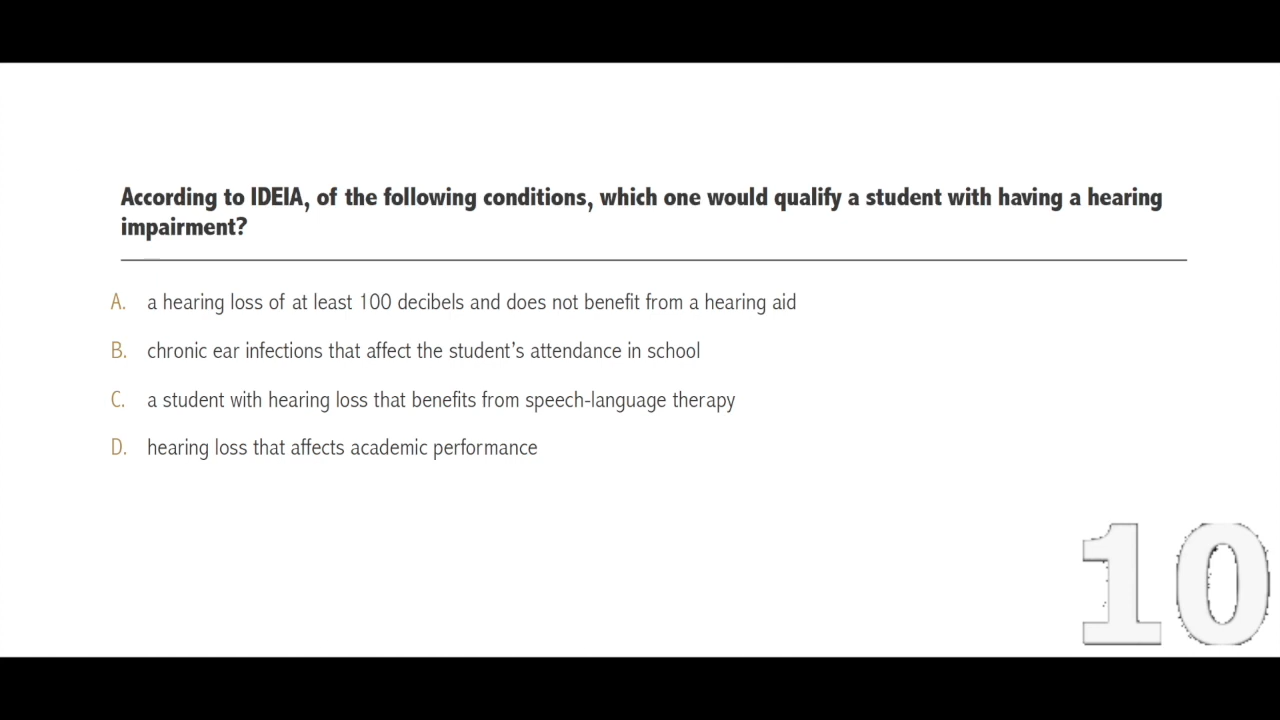 According to IDEIA, of the following conditions, which one would qualify a student with having a hearing
impairment?
A. a hearing loss of at least 100 decibels and does not benefit from a hearing aid
B. chronic ear infections that affect the student’s attendance in school
C. a student with hearing loss that benefits from speech-language therapy
D. hearing loss that affects academic performance
10